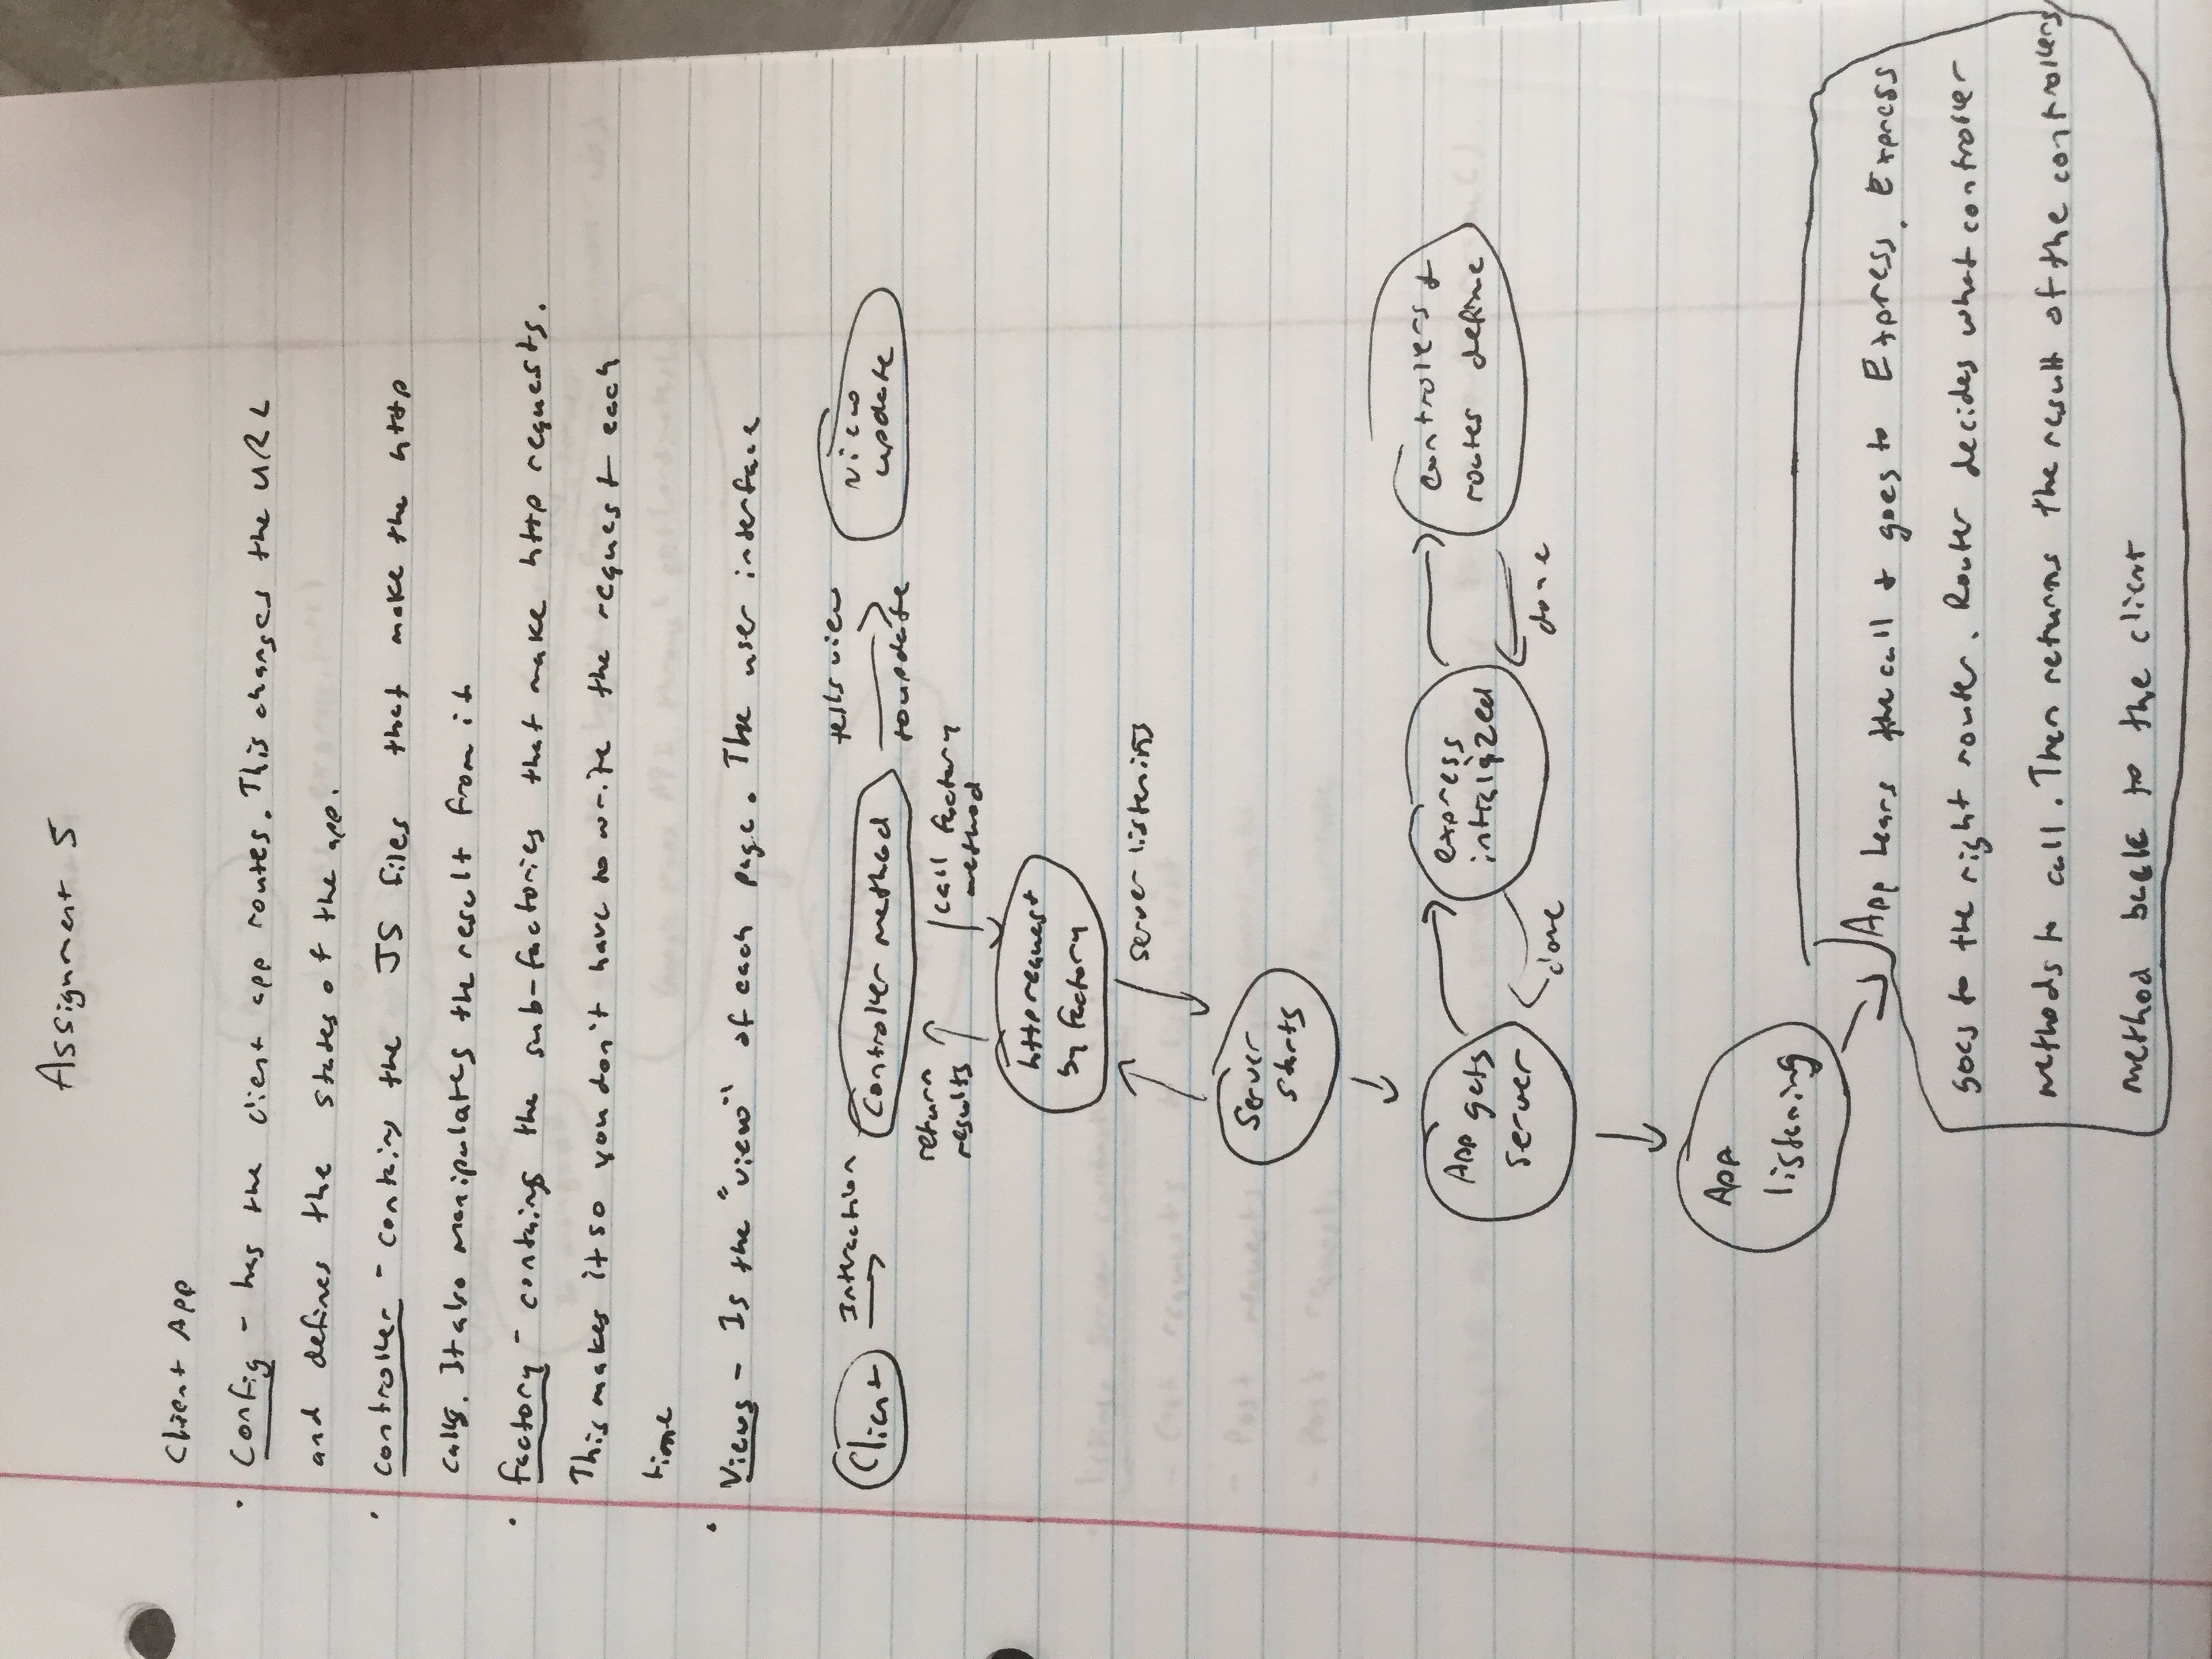 Assignment 5
Client App
· Config - has the client app routes. This changes the URL
and defines the states of the app.
· controller - contains the JS files that make the http
calls. It also manipulates the result from it
· factory - contains the sub-factories that make http requests.
This makes it so you don't have to write the request each
time
· Views - Is the "view" of each page. The user interface
Client
Intraction
Controller method
tells view
to update
view
update
return
results
call factory
method
http request
by factory
server listening
Server
starts
App gets
server
express
initialized
controllers &
routes define
done
done
App
listening
App hears the call & goes to Express. Express
goes to the right router. Router decides what controller
methods to call. Then returns the result of the controllers
method back to the client